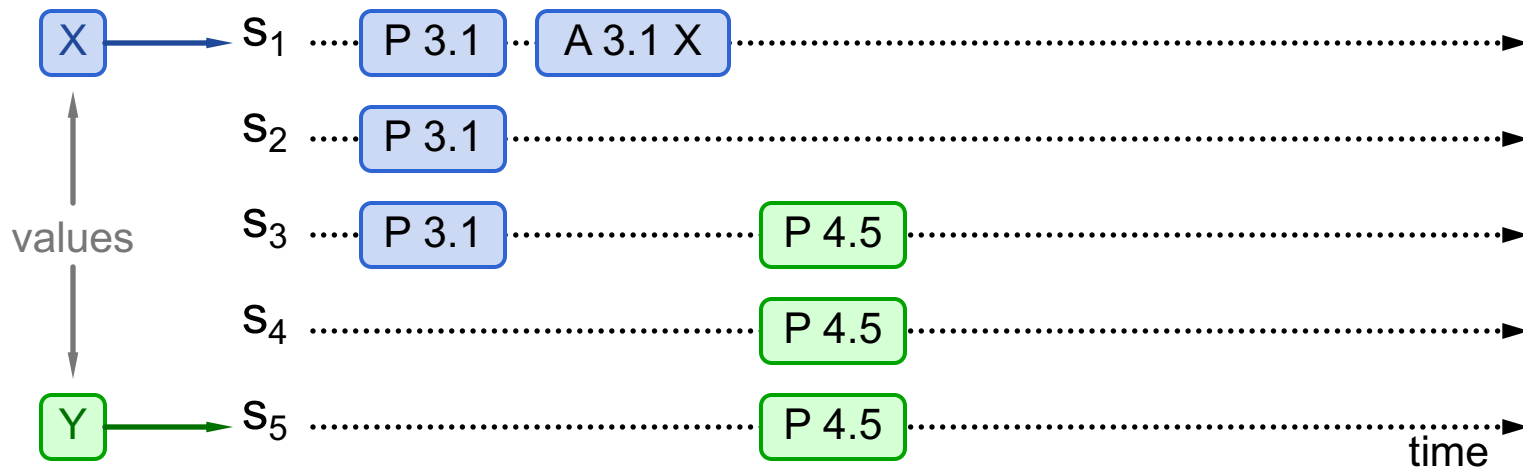 X s₁ P 3.1 A 3.1 X
s₂ P 3.1
values s₃ P 3.1 P 4.5
s₄ P 4.5
Y s₅ P 4.5
time